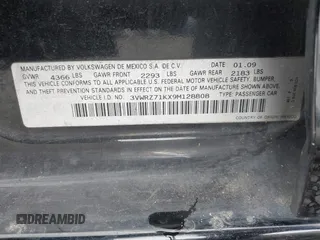 MANUFACTURED BY VOLKSWAGEN DE MEXICO S.A. DE C.V. DATE 01.09
GVWR 4366 LBS GAWR FRONT 2293 LBS GAWR REAR 2183 LBS
THIS VEHICLE CONFORMS TO ALL APPLICABLE U.S. FEDERAL MOTOR VEHICLE SAFETY, BUMPER, AND
THEFT PREVENTION STANDARDS IN EFFECT ON THE DATE OF MANUFACTURE SHOWN ABOVE.
VEHICLE I.D. NO.: 3VWRZ71KX9M128808 TYPE: PASSENGER CAR
DREAMBID